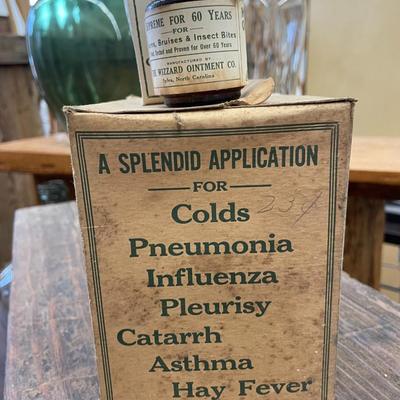 SUPREME FOR 60 YEARS
FOR
Bruises & Insect Bites
and Proven for Over 60 Years
MANUFACTURED BY
WIZZARD OINTMENT CO.
North Carolina
A SPLENDID APPLICATION
FOR
Colds
Pneumonia
Influenza
Pleurisy
Catarrh
Asthma
Hay Fever